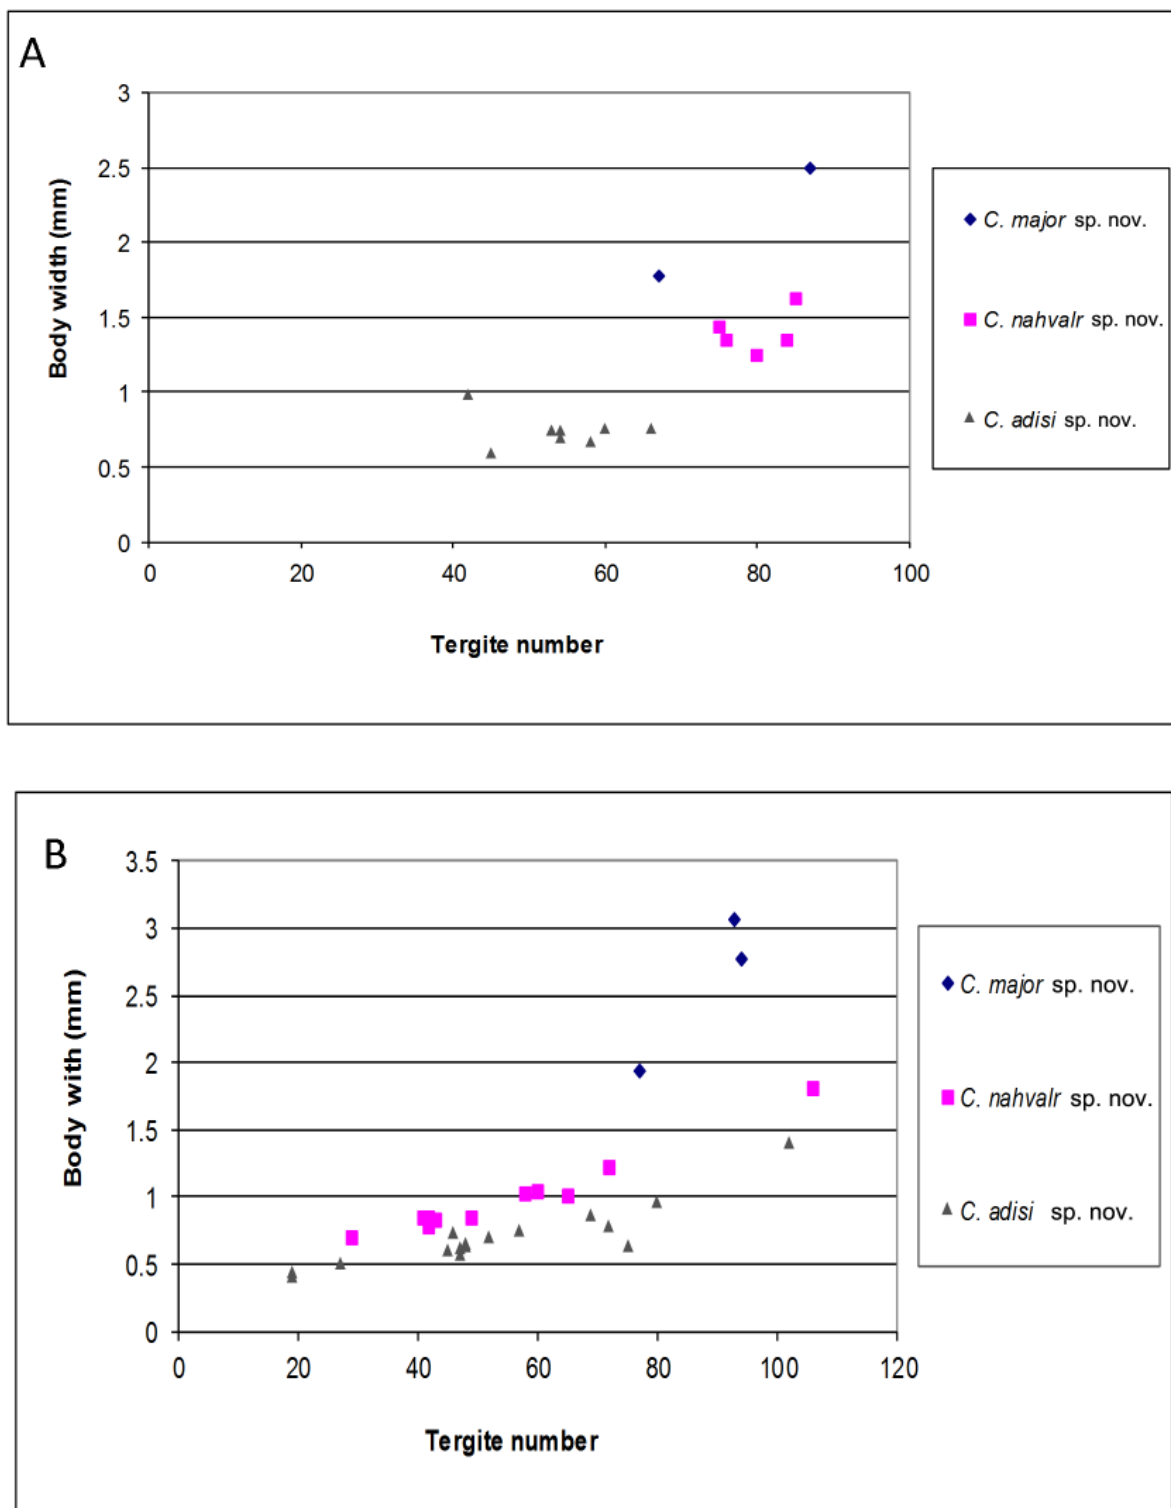 A
3
2.5
2
1.5
1
0.5
0
0 20 40 60 80 100
Body width (mm)
Tergite number
C. major sp. nov.
C. nahvalr sp. nov.
C. adisi sp. nov.
B
3.5
3
2.5
2
1.5
1
0.5
0
0 20 40 60 80 100 120
Body with (mm)
Tergite number
C. major sp. nov.
C. nahvalr sp. nov.
C. adisi sp. nov.